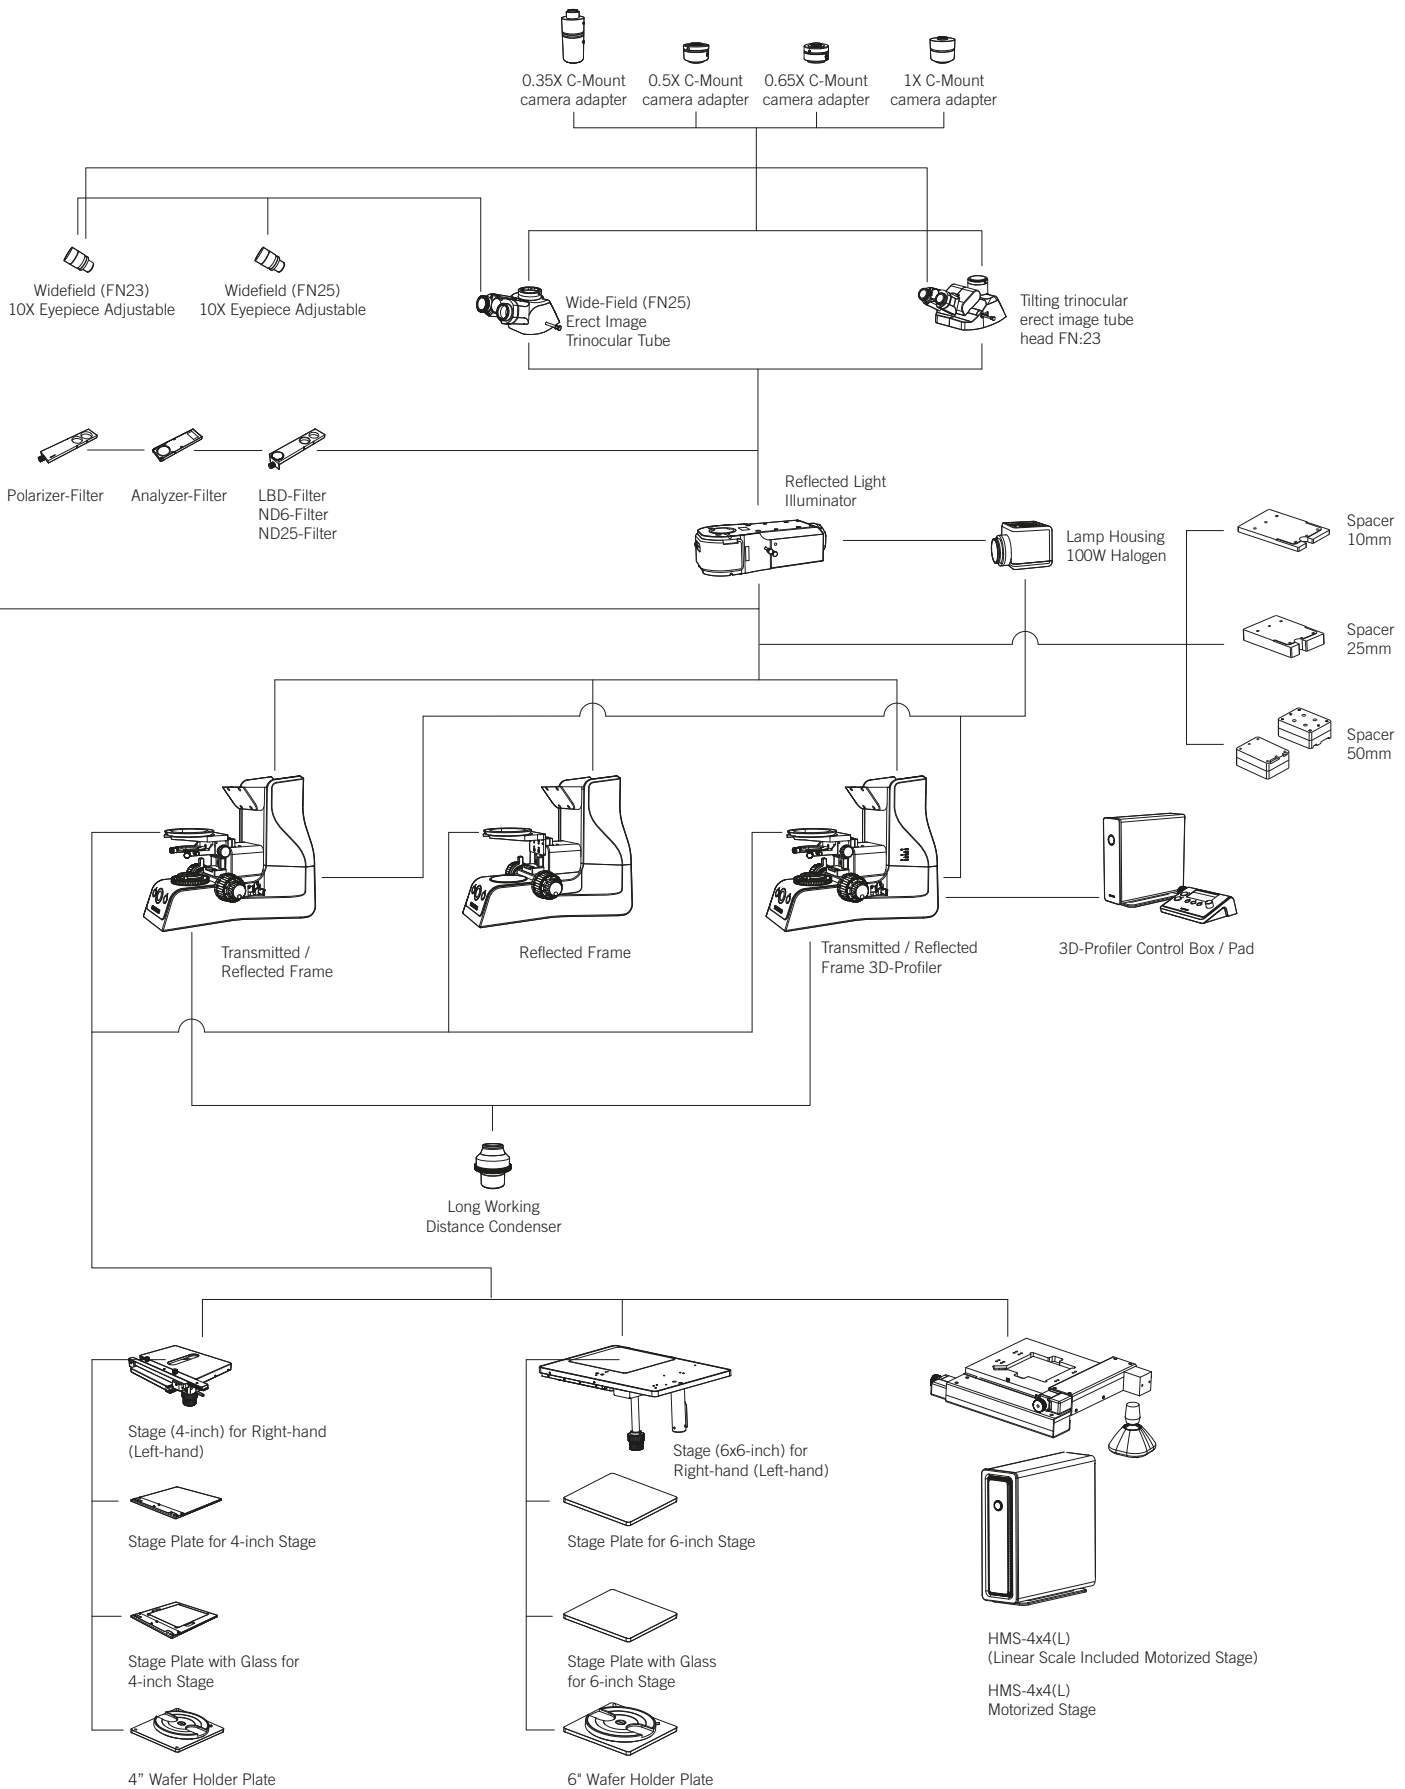 0.35X C-Mount
camera adapter
0.5X C-Mount
camera adapter
0.65X C-Mount
camera adapter
1X C-Mount
camera adapter
Widefield (FN23)
10X Eyepiece Adjustable
Widefield (FN25)
10X Eyepiece Adjustable
Wide-Field (FN25)
Erect Image
Trinocular Tube
Tilting trinocular
erect image tube
head FN:23
Polarizer-Filter
Analyzer-Filter
LBD-Filter
ND6-Filter
ND25-Filter
Reflected Light
Illuminator
Lamp Housing
100W Halogen
Spacer
10mm
Spacer
25mm
Spacer
50mm
Transmitted /
Reflected Frame
Reflected Frame
Transmitted / Reflected
Frame 3D-Profiler
3D-Profiler Control Box / Pad
Long Working
Distance Condenser
Stage (4-inch) for Right-hand
(Left-hand)
Stage Plate for 4-inch Stage
Stage Plate with Glass for
4-inch Stage
4” Wafer Holder Plate
Stage (6x6-inch) for
Right-hand (Left-hand)
Stage Plate for 6-inch Stage
Stage Plate with Glass
for 6-inch Stage
6" Wafer Holder Plate
HMS-4x4(L)
(Linear Scale Included Motorized Stage)
HMS-4x4(L)
Motorized Stage